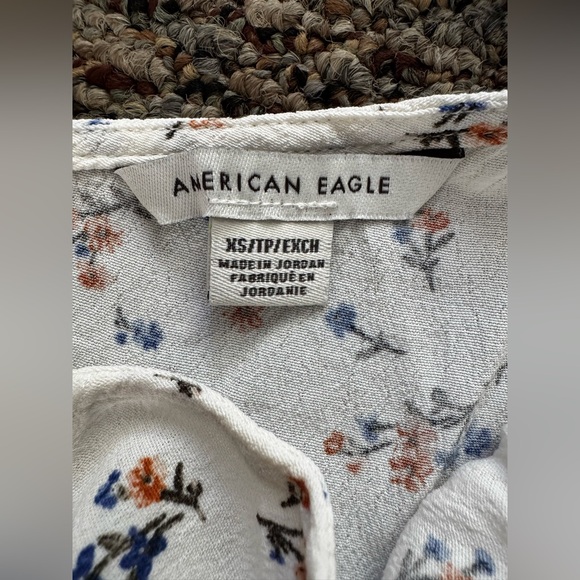 AMERICAN EAGLE
XS/TP/EXCH
MADE IN JORDAN
FABRIQUÉ EN
JORDANIE